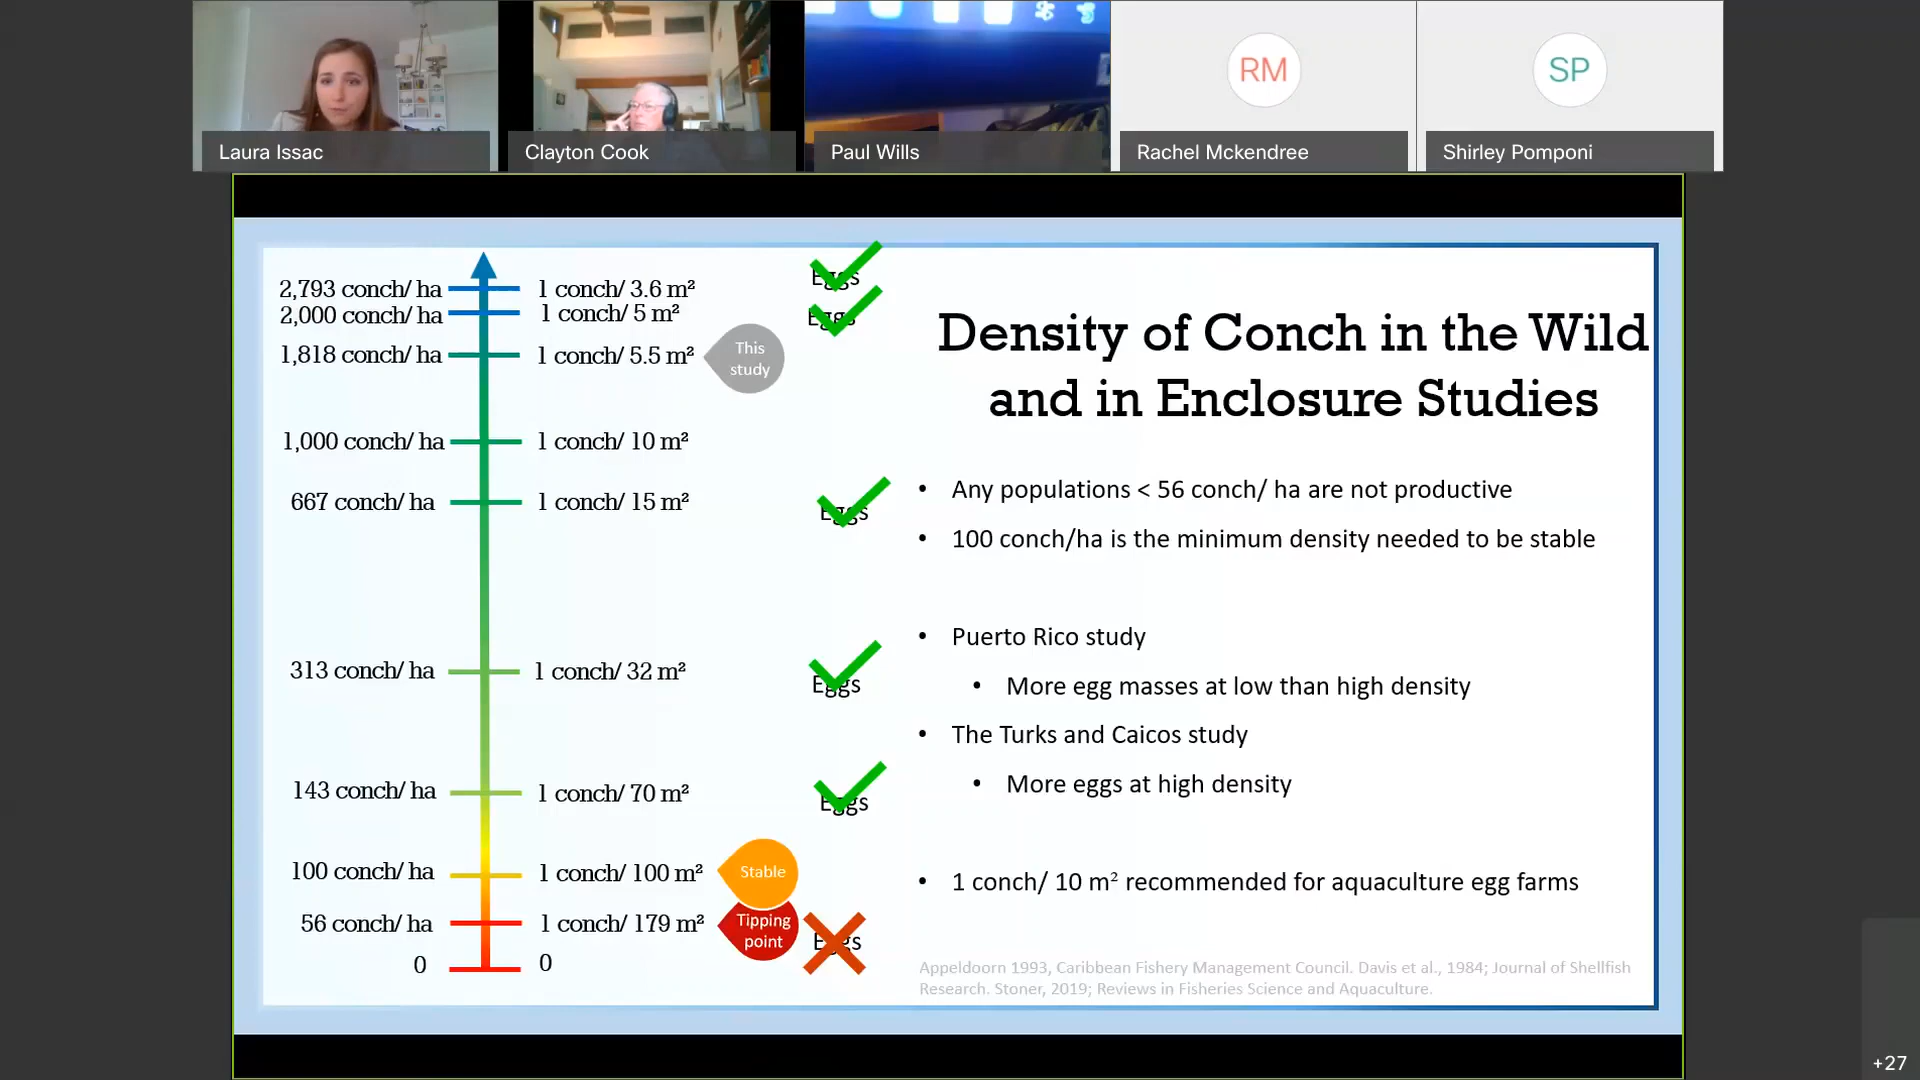 RM
SP
Laura Issac
Clayton Cook
Paul Wills
Rachel Mckendree
Shirley Pomponi
2,793 conch/ ha
1 conch/ 3.6 m²
Eggs
2,000 conch/ ha
1 conch/ 5 m²
Eggs
1,818 conch/ ha
1 conch/ 5.5 m²
This
study
1,000 conch/ ha
1 conch/ 10 m²
667 conch/ ha
1 conch/ 15 m²
Eggs
313 conch/ ha
1 conch/ 32 m²
Eggs
143 conch/ ha
1 conch/ 70 m²
Eggs
100 conch/ ha
1 conch/ 100 m²
Stable
56 conch/ ha
1 conch/ 179 m²
Tipping
point
Eggs
0
0
Density of Conch in the Wild
and in Enclosure Studies
• Any populations < 56 conch/ ha are not productive
• 100 conch/ha is the minimum density needed to be stable
• Puerto Rico study
• More egg masses at low than high density
• The Turks and Caicos study
• More eggs at high density
• 1 conch/ 10 m² recommended for aquaculture egg farms
Appeldoorn 1993, Caribbean Fishery Management Council. Davis et al., 1984; Journal of Shellfish
Research. Stoner, 2019; Reviews in Fisheries Science and Aquaculture.
+27